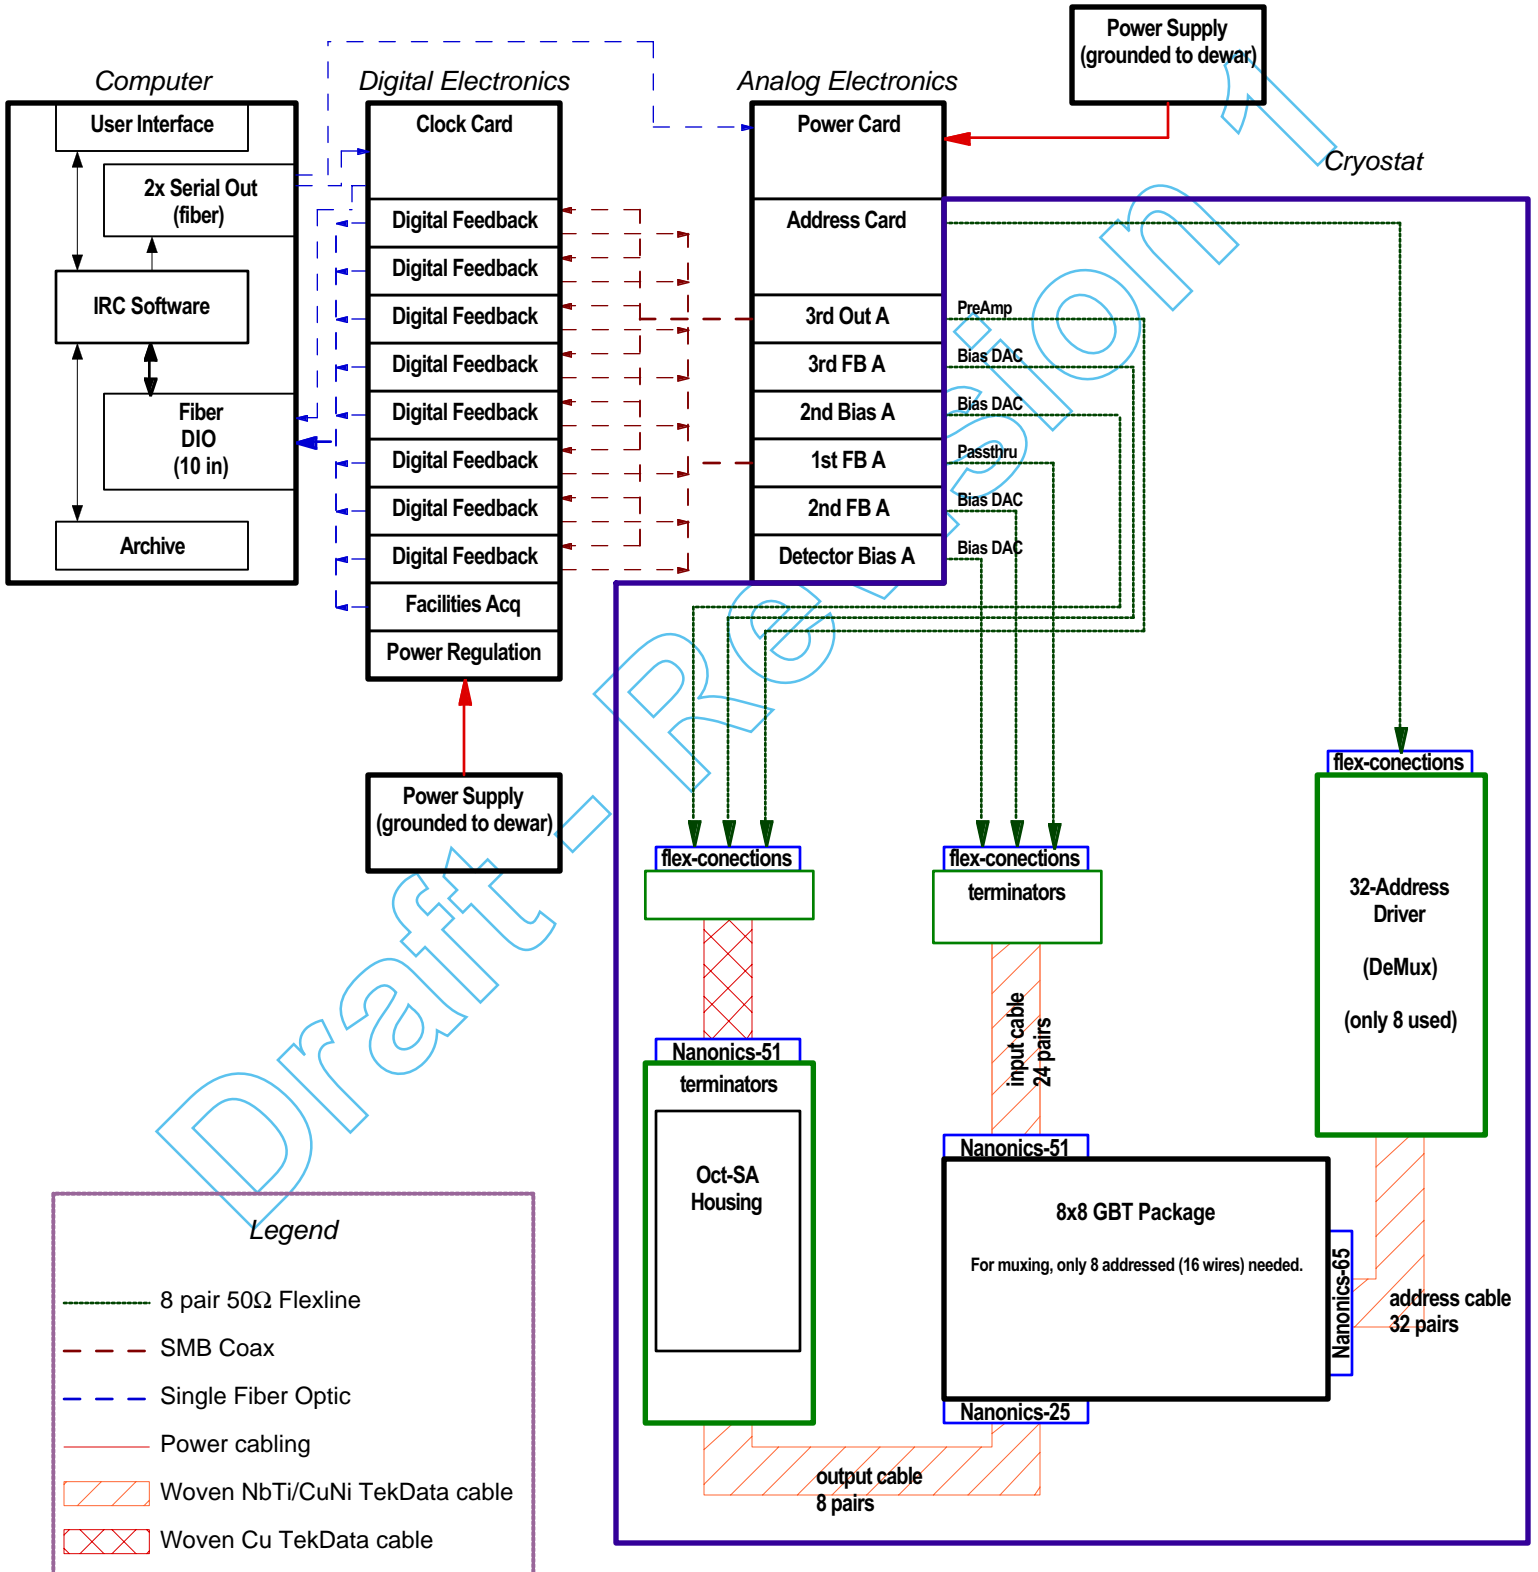 Power Supply
(grounded to dewar)
Computer
Digital Electronics
Analog Electronics
Cryostat
User Interface
2x Serial Out
(fiber)
IRC Software
Fiber
DIO
(10 in)
Archive
Clock Card
Digital Feedback
Digital Feedback
Digital Feedback
Digital Feedback
Digital Feedback
Digital Feedback
Digital Feedback
Digital Feedback
Facilities Acq
Power Regulation
Power Supply
(grounded to dewar)
Power Card
Address Card
3rd Out A
3rd FB A
2nd Bias A
1st FB A
2nd FB A
Detector Bias A
PreAmp
Bias DAC
Bias DAC
Passthru
Bias DAC
Bias DAC
Draft - Revision 1
flex-conections
flex-conections
terminators
flex-conections
32-Address
Driver
(DeMux)
(only 8 used)
input cable
24 pairs
Nanonics-51
terminators
Oct-SA
Housing
Nanonics-51
8x8 GBT Package
For muxing, only 8 addressed (16 wires) needed.
Nanonics-65
address cable
32 pairs
Nanonics-25
output cable
8 pairs
Legend
8 pair 50Ω Flexline
SMB Coax
Single Fiber Optic
Power cabling
Woven NbTi/CuNi TekData cable
Woven Cu TekData cable